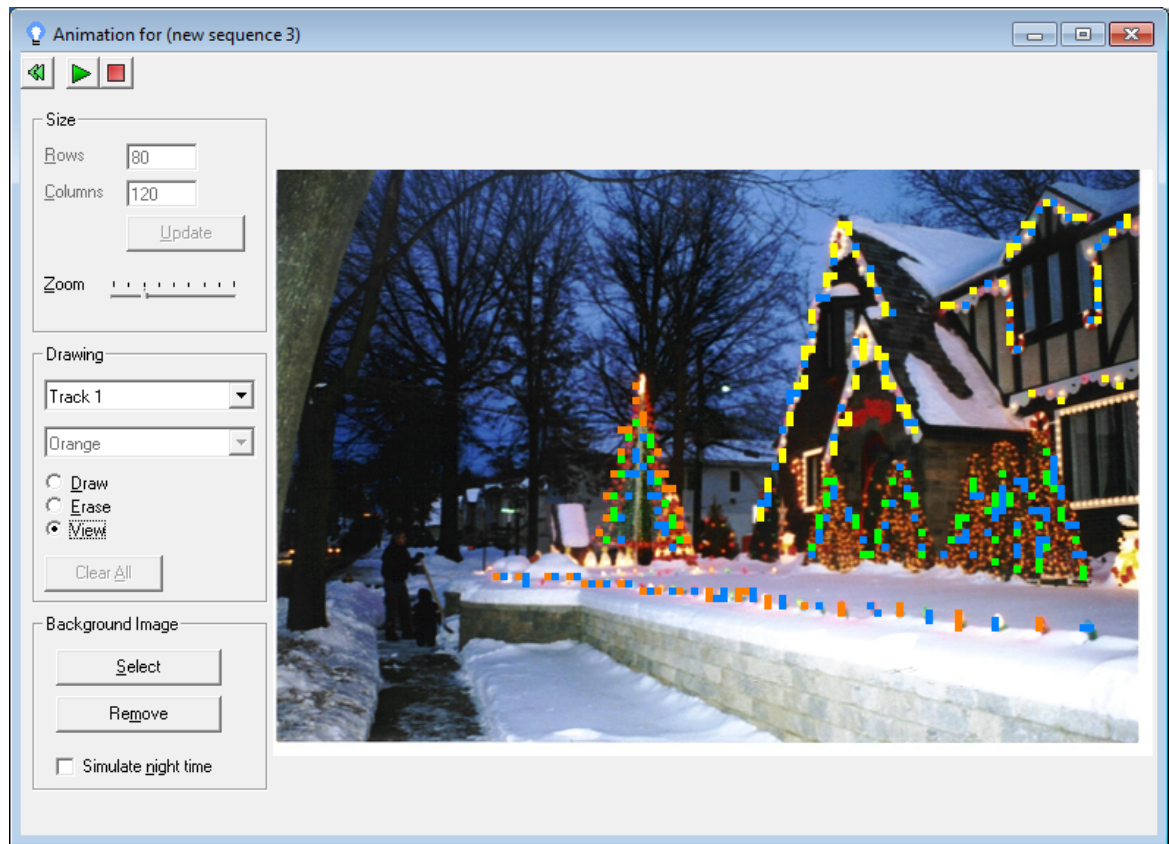 Animation for (new sequence 3)
Size
Rows 80
Columns 120
Update
Zoom
Drawing
Track 1
Orange
Draw
Erase
View
Clear All
Background Image
Select
Remove
Simulate night time